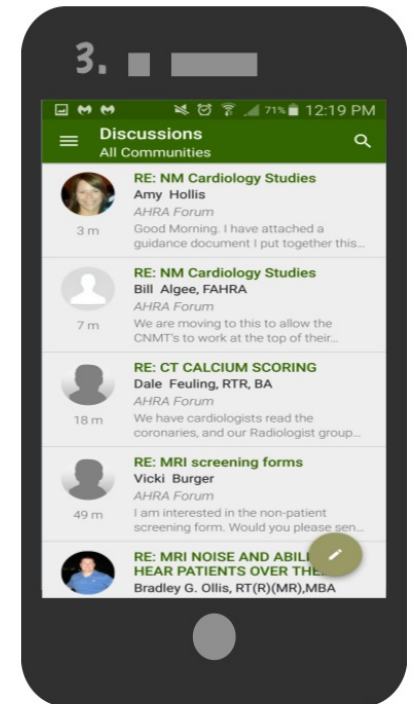 3.
71% 12:19 PM
Discussions
All Communities
RE: NM Cardiology Studies
Amy Hollis
AHRA Forum
3 m
Good Morning. I have attached a
guidance document I put together this...
RE: NM Cardiology Studies
Bill Algee, FAHRA
AHRA Forum
7 m
We are moving to this to allow the
CNMT's to work at the top of their...
RE: CT CALCIUM SCORING
Dale Feuling, RTR, BA
AHRA Forum
18 m
We have cardiologists read the
coronaries, and our Radiologist group...
RE: MRI screening forms
Vicki Burger
AHRA Forum
49 m
I am interested in the non-patient
screening form. Would you please sen...
RE: MRI NOISE AND ABIL
HEAR PATIENTS OVER THE
Bradley G. Ollis, RT(R)(MR),MBA